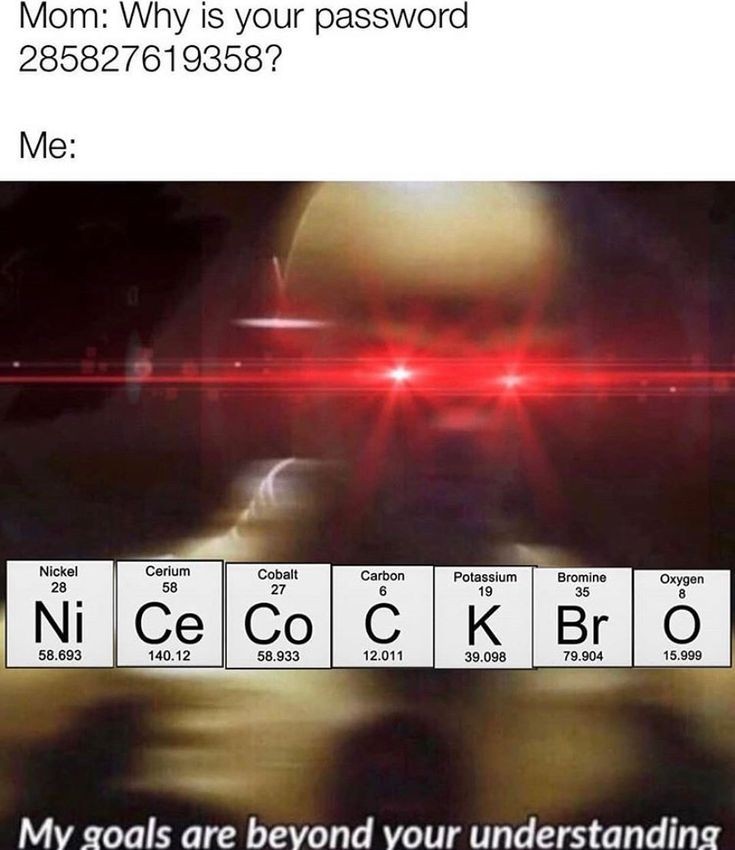 Mom: Why is your password
285827619358?
Me:
Nickel Cerium Cobalt Carbon Potassium Bromine Oxygen
28 58 27 6 19 35 8
Ni Ce Co C K Br O
58.693 140.12 58.933 12.011 39.098 79.904 15.999
My goals are beyond your understanding